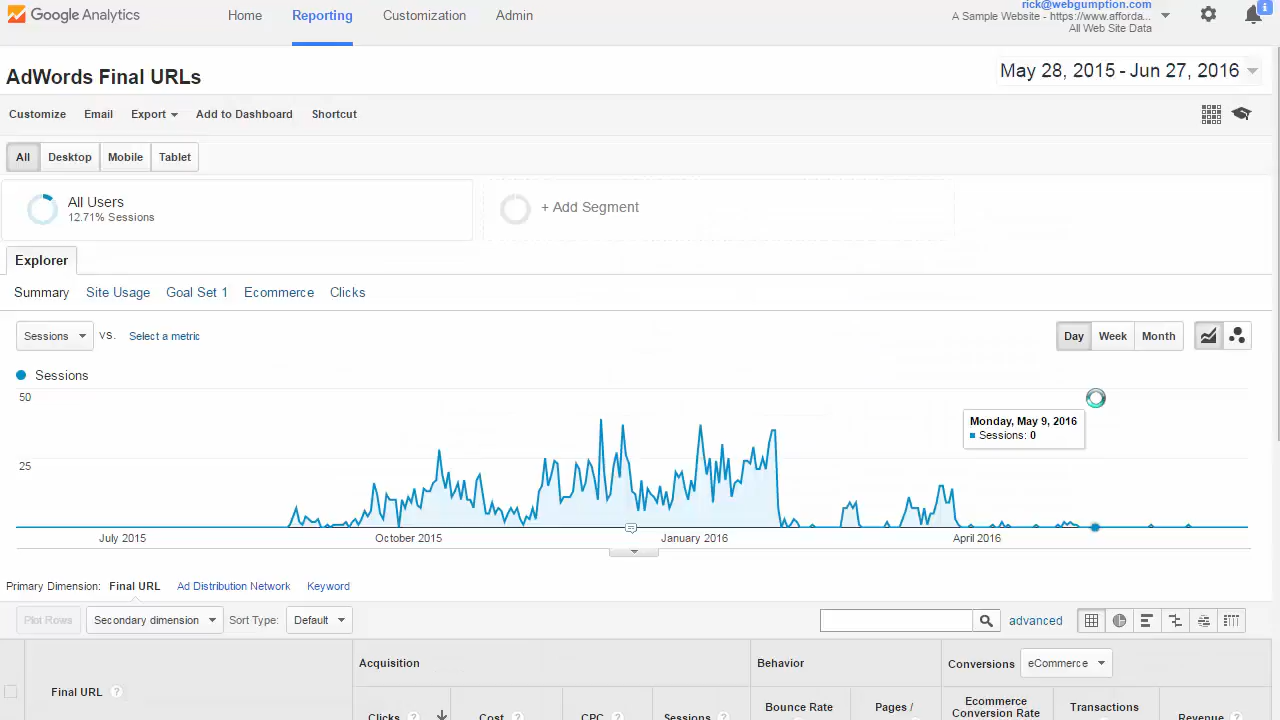 Google Analytics
Home Reporting Customization Admin
rick@webgumption.com
A Sample Website - https://www.afforda...
All Web Site Data
i
AdWords Final URLs
May 28, 2015 - Jun 27, 2016
Customize Email Export Add to Dashboard Shortcut
All Desktop Mobile Tablet
All Users
12.71% Sessions
+ Add Segment
Explorer
Summary Site Usage Goal Set 1 Ecommerce Clicks
Sessions VS. Select a metric
Day Week Month
Sessions
50
Monday, May 9, 2016
Sessions: 0
25
July 2015 October 2015 January 2016 April 2016
Primary Dimension: Final URL Ad Distribution Network Keyword
Plot Rows Secondary dimension Sort Type: Default advanced
Acquisition Behavior Conversions eCommerce
Final URL ?
Clicks ? Cost ? CPC ? Sessions ? Bounce Rate Pages / Ecommerce Conversion Rate Transactions Revenue ?